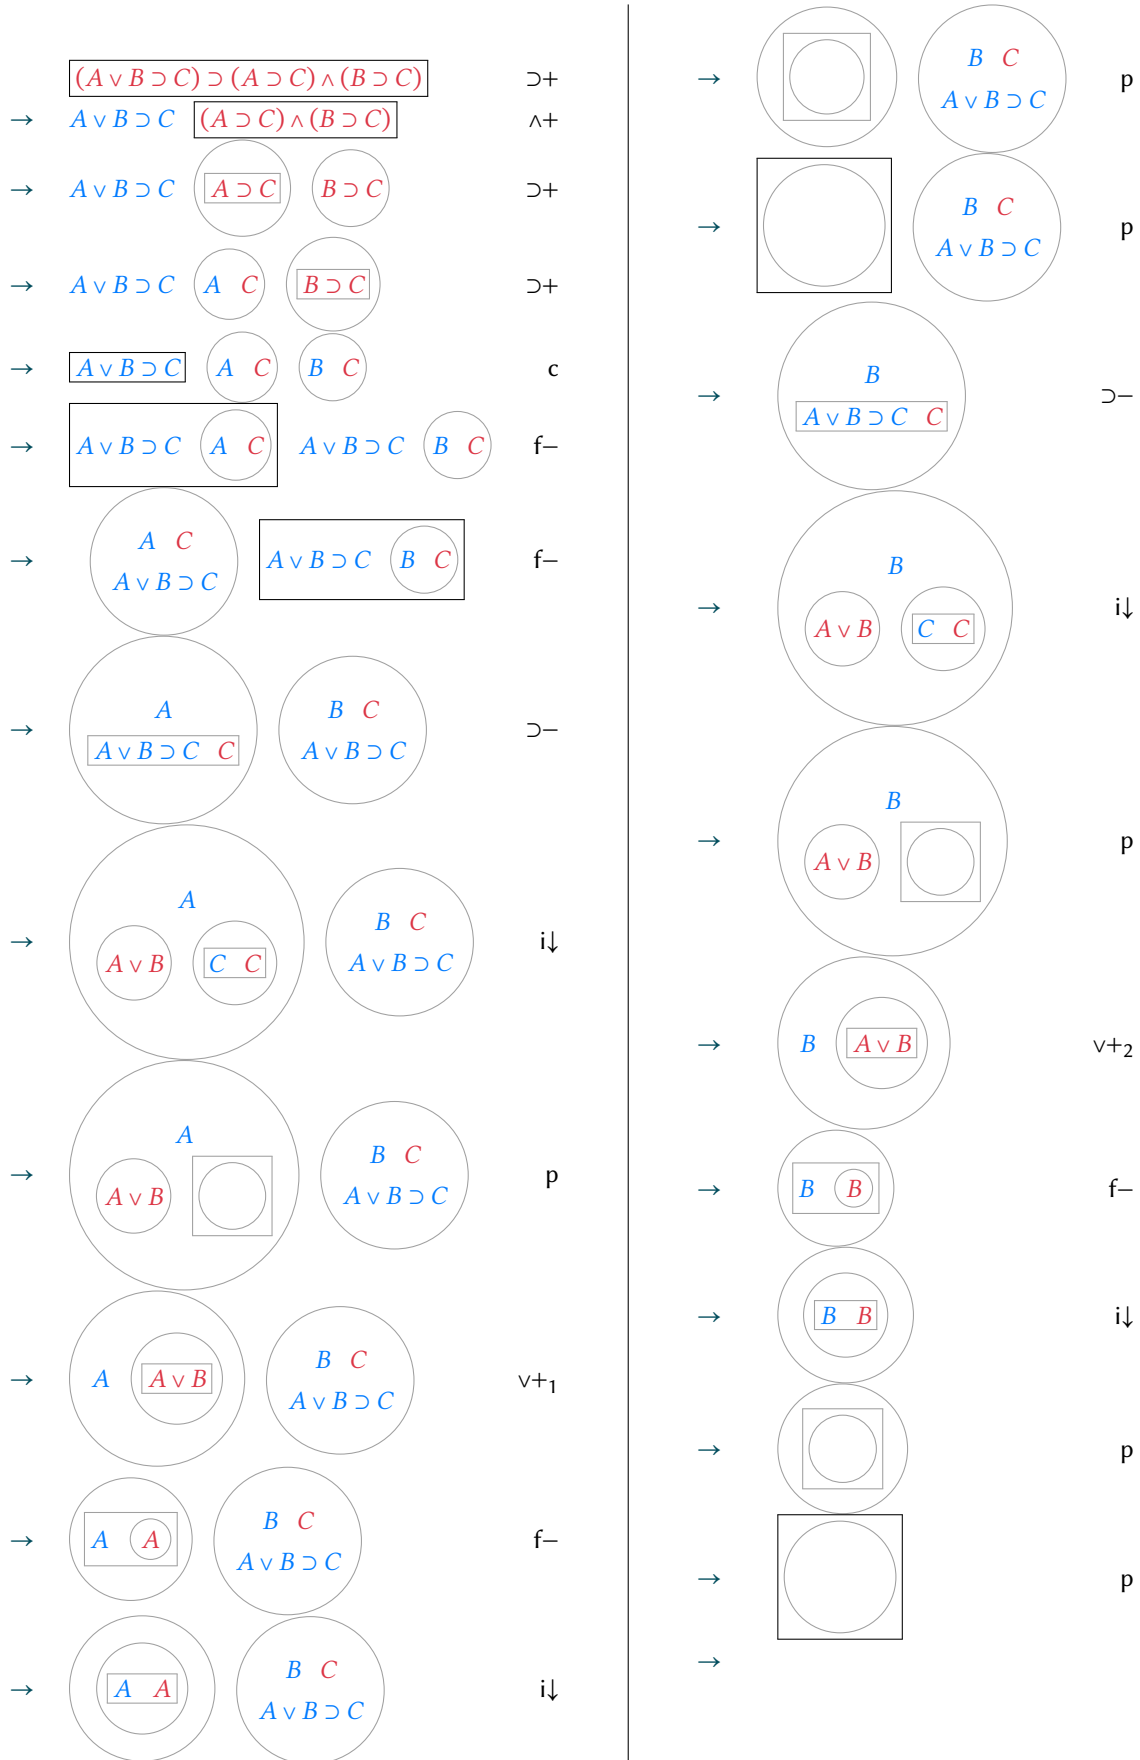 (A ∨ B ⊃ C) ⊃ (A ⊃ C) ∧ (B ⊃ C) ⊃+
→ A ∨ B ⊃ C (A ⊃ C) ∧ (B ⊃ C) ∧+
→ A ∨ B ⊃ C A ⊃ C B ⊃ C ⊃+
→ A ∨ B ⊃ C A C B ⊃ C ⊃+
→ A ∨ B ⊃ C A C B C c
→ A ∨ B ⊃ C A C A ∨ B ⊃ C B C f−
A C
→ A ∨ B ⊃ C A ∨ B ⊃ C B C f−
A B C
→ A ∨ B ⊃ C C A ∨ B ⊃ C ⊃−
A B C
→ A ∨ B C C A ∨ B ⊃ C i↓
A B C
→ A ∨ B A ∨ B ⊃ C p
B C
→ A A ∨ B A ∨ B ⊃ C ∨+₁
B C
→ A A A ∨ B ⊃ C f−
B C
→ A A A ∨ B ⊃ C i↓
B C
→ A ∨ B ⊃ C p
B C
→ A ∨ B ⊃ C p
B
→ A ∨ B ⊃ C C ⊃−
B
→ A ∨ B C C i↓
B
→ A ∨ B p
→ B A ∨ B ∨+₂
→ B B f−
→ B B i↓
→ p
→ p
→